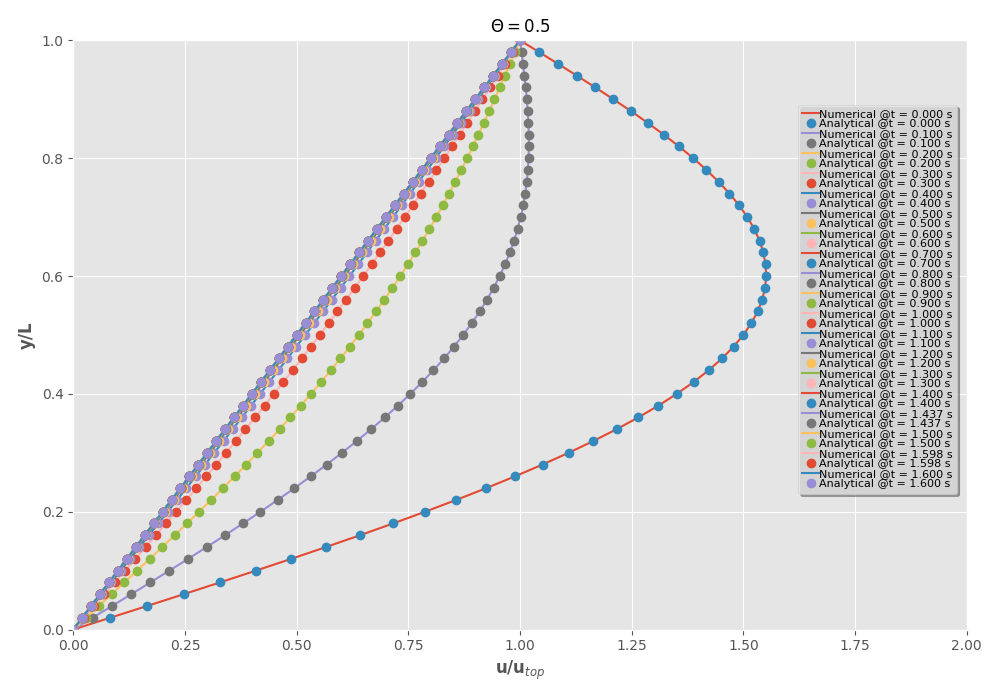 Θ = 0.5
y/L
1.0
0.8
0.6
0.4
0.2
0.0
Numerical @t = 0.000 s
Analytical @t = 0.000 s
Numerical @t = 0.100 s
Analytical @t = 0.100 s
Numerical @t = 0.200 s
Analytical @t = 0.200 s
Numerical @t = 0.300 s
Analytical @t = 0.300 s
Numerical @t = 0.400 s
Analytical @t = 0.400 s
Numerical @t = 0.500 s
Analytical @t = 0.500 s
Numerical @t = 0.600 s
Analytical @t = 0.600 s
Numerical @t = 0.700 s
Analytical @t = 0.700 s
Numerical @t = 0.800 s
Analytical @t = 0.800 s
Numerical @t = 0.900 s
Analytical @t = 0.900 s
Numerical @t = 1.000 s
Analytical @t = 1.000 s
Numerical @t = 1.100 s
Analytical @t = 1.100 s
Numerical @t = 1.200 s
Analytical @t = 1.200 s
Numerical @t = 1.300 s
Analytical @t = 1.300 s
Numerical @t = 1.400 s
Analytical @t = 1.400 s
Numerical @t = 1.437 s
Analytical @t = 1.437 s
Numerical @t = 1.500 s
Analytical @t = 1.500 s
Numerical @t = 1.598 s
Analytical @t = 1.598 s
Numerical @t = 1.600 s
Analytical @t = 1.600 s
0.00 0.25 0.50 0.75 1.00 1.25 1.50 1.75 2.00
u/u_top